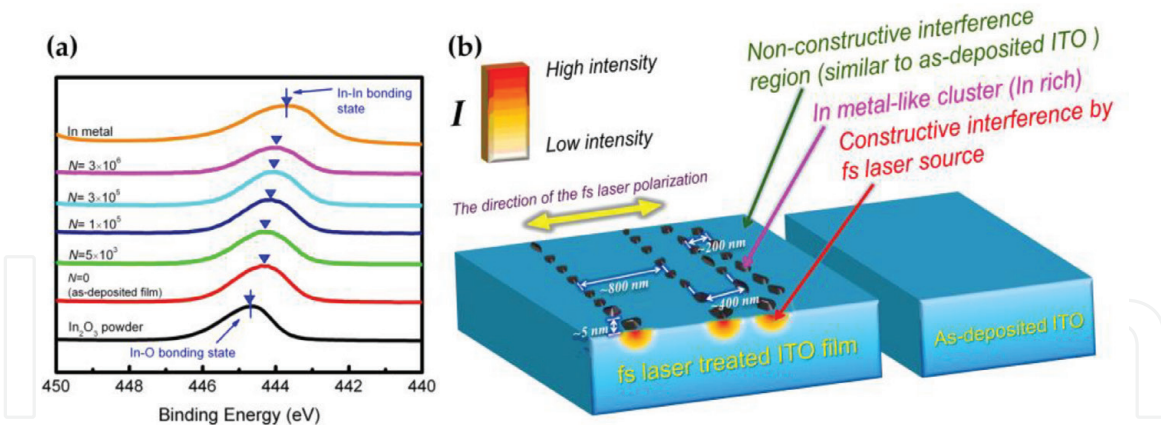 (a)
In-In bonding
state
In metal
N= 3×10⁶
N= 3×10⁵
N= 1×10⁵
N=5×10³
N=0
(as-deposited film)
In₂O₃ powder
In-O bonding state
450 448 446 444 442 440
Binding Energy (eV)
(b)
I
High intensity
Low intensity
Non-constructive interference
region (similar to as-deposited ITO )
In metal-like cluster (In rich)
Constructive interference by
fs laser source
The direction of the fs laser polarization
~200 nm
~800 nm
~400 nm
~5 nm
fs laser treated ITO film
As-deposited ITO